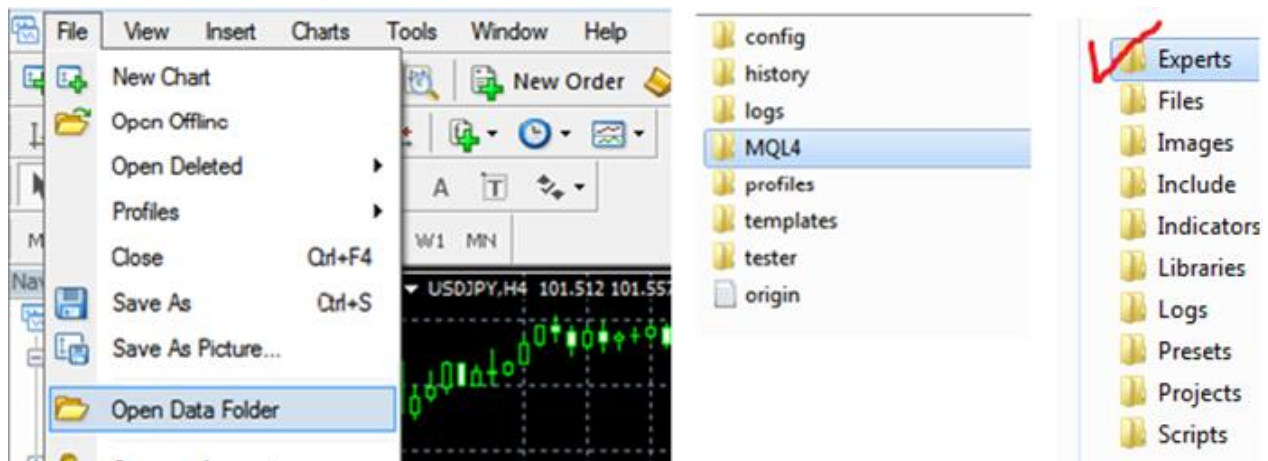 File View Insert Charts Tools Window Help
New Chart
New Order
Open Offline
Open Deleted
A T
Profiles
W1 MN
Close Ctrl+F4
USDJPY,H4 101.512 101.557
Save As Ctrl+S
Save As Picture...
Open Data Folder
config
history
logs
MQL4
profiles
templates
tester
origin
Experts
Files
Images
Include
Indicators
Libraries
Logs
Presets
Projects
Scripts